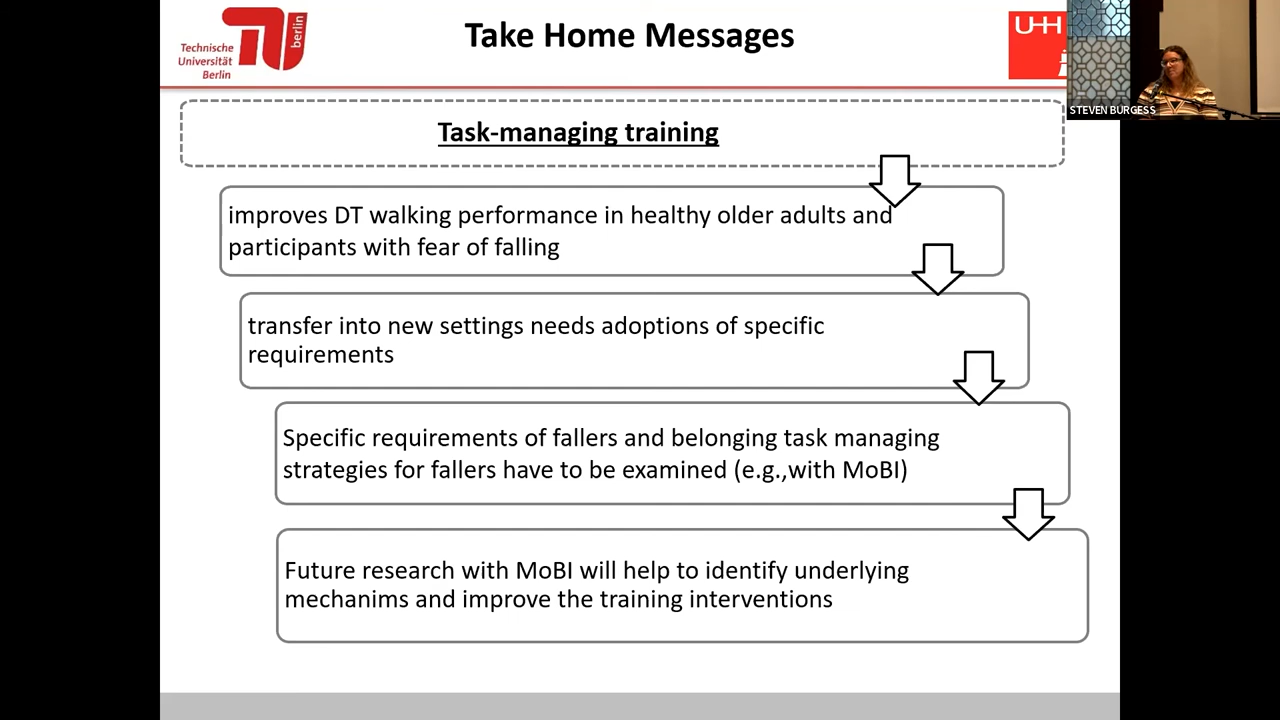 Take Home Messages
Technische
Universität
Berlin
berlin
UHH
STEVEN BURGESS
Task-managing training
improves DT walking performance in healthy older adults and
participants with fear of falling
transfer into new settings needs adoptions of specific
requirements
Specific requirements of fallers and belonging task managing
strategies for fallers have to be examined (e.g.,with MoBI)
Future research with MoBI will help to identify underlying
mechanims and improve the training interventions